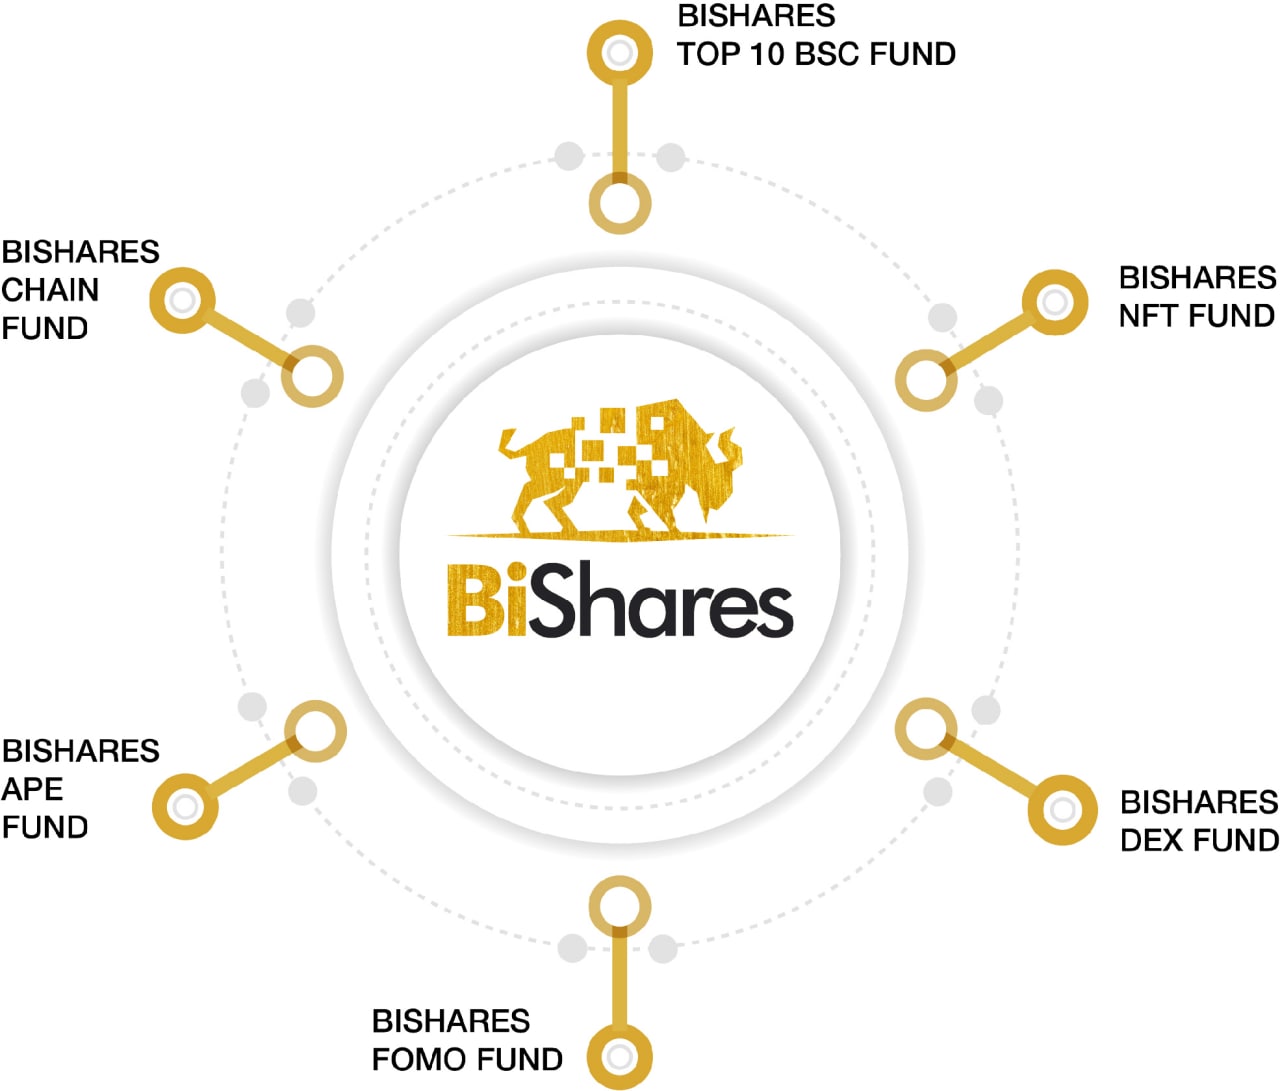 BISHARES
TOP 10 BSC FUND
BISHARES
CHAIN
FUND
BISHARES
NFT FUND
BiShares
BISHARES
APE
FUND
BISHARES
DEX FUND
BISHARES
FOMO FUND